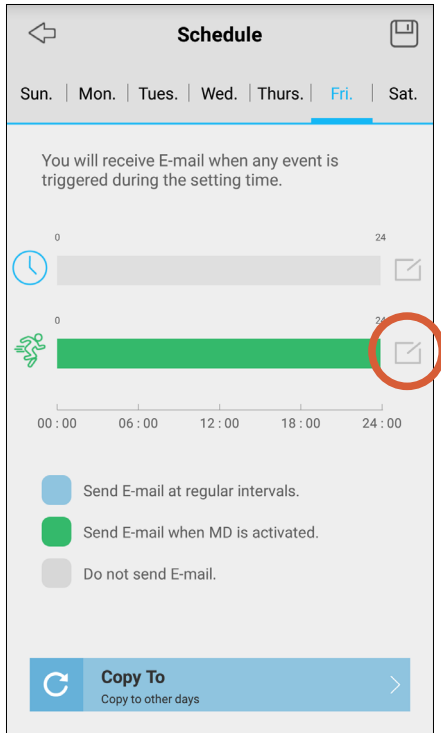 Schedule
Sun. Mon. Tues. Wed. Thurs. Fri. Sat.
You will receive E-mail when any event is
triggered during the setting time.
0 24
0 24
00 : 00 06 : 00 12 : 00 18 : 00 24 : 00
Send E-mail at regular intervals.
Send E-mail when MD is activated.
Do not send E-mail.
Copy To
Copy to other days